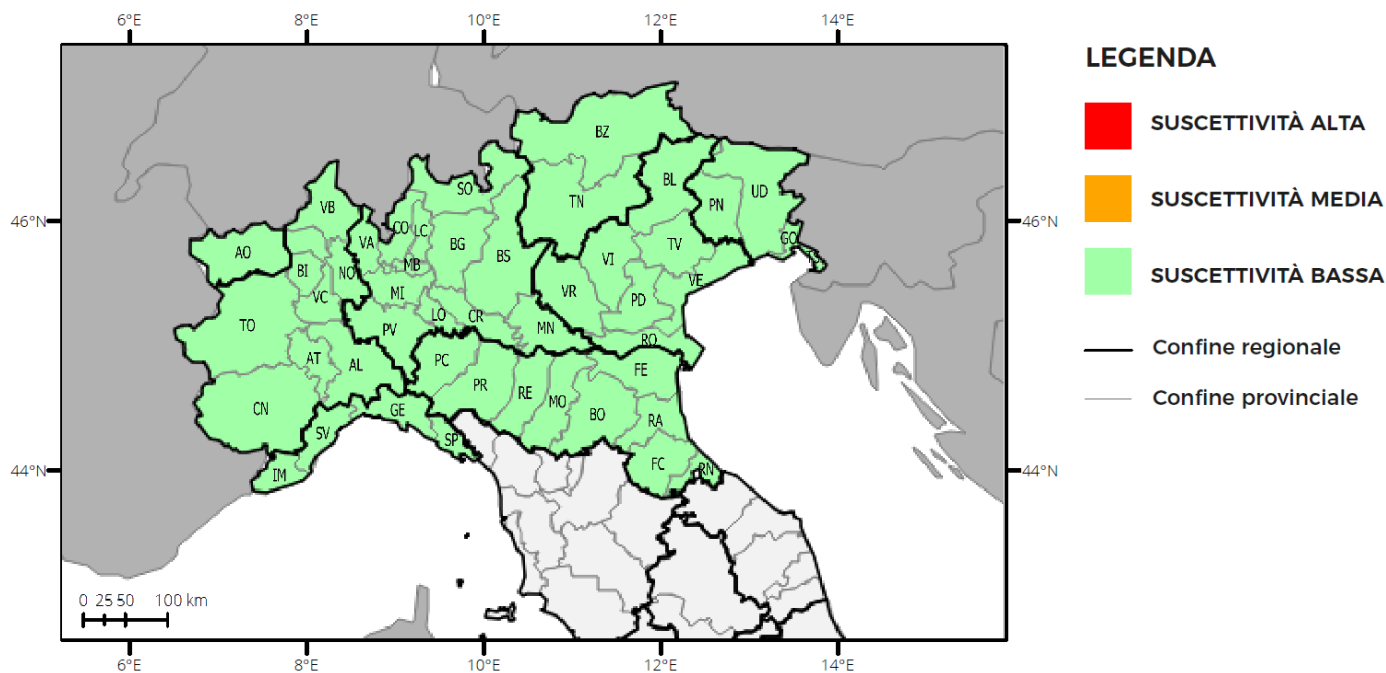 6°E 8°E 10°E 12°E 14°E
LEGENDA
SUSCETTIVITÀ ALTA
SUSCETTIVITÀ MEDIA
SUSCETTIVITÀ BASSA
Confine regionale
Confine provinciale
46°N
46°N
44°N
44°N
BZ
SO
BL
TN
UD
PN
VB
VA
CO
LC
BG
BS
TV
GO
AO
BI
NO
MB
VI
VE
VC
MI
VR
PD
TO
PV
LO
CR
MN
RO
AT
AL
PC
PR
RE
MO
FE
CN
SV
GE
SP
BO
RA
IM
FC
RN
0 25 50 100 km
6°E 8°E 10°E 12°E 14°E